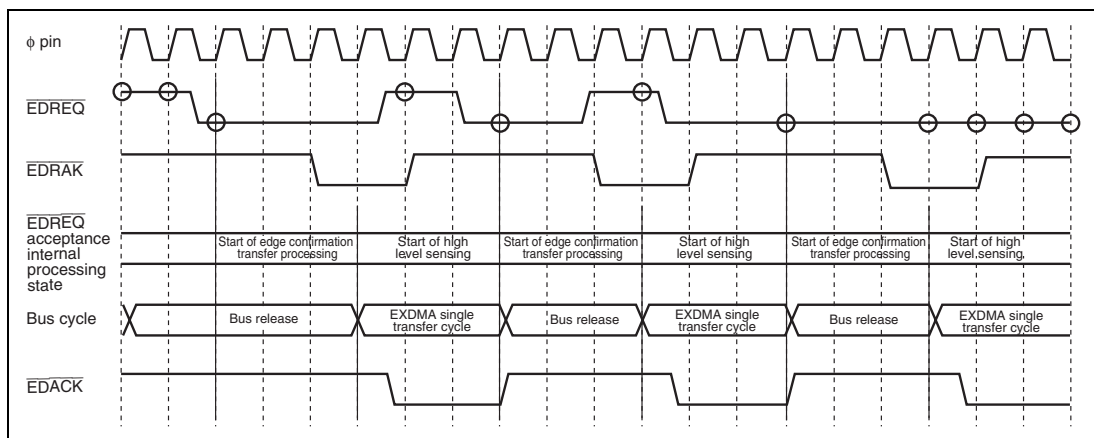 ϕ pin
EDREQ
EDRAK
EDREQ
acceptance
internal
processing
state
Start of edge confirmation
transfer processing
Start of high
level sensing
Start of edge confirmation
transfer processing
Start of high
level sensing
Start of edge confirmation
transfer processing
Start of high
level sensing
Bus cycle
Bus release
EXDMA single
transfer cycle
Bus release
EXDMA single
transfer cycle
Bus release
EXDMA single
transfer cycle
EDACK